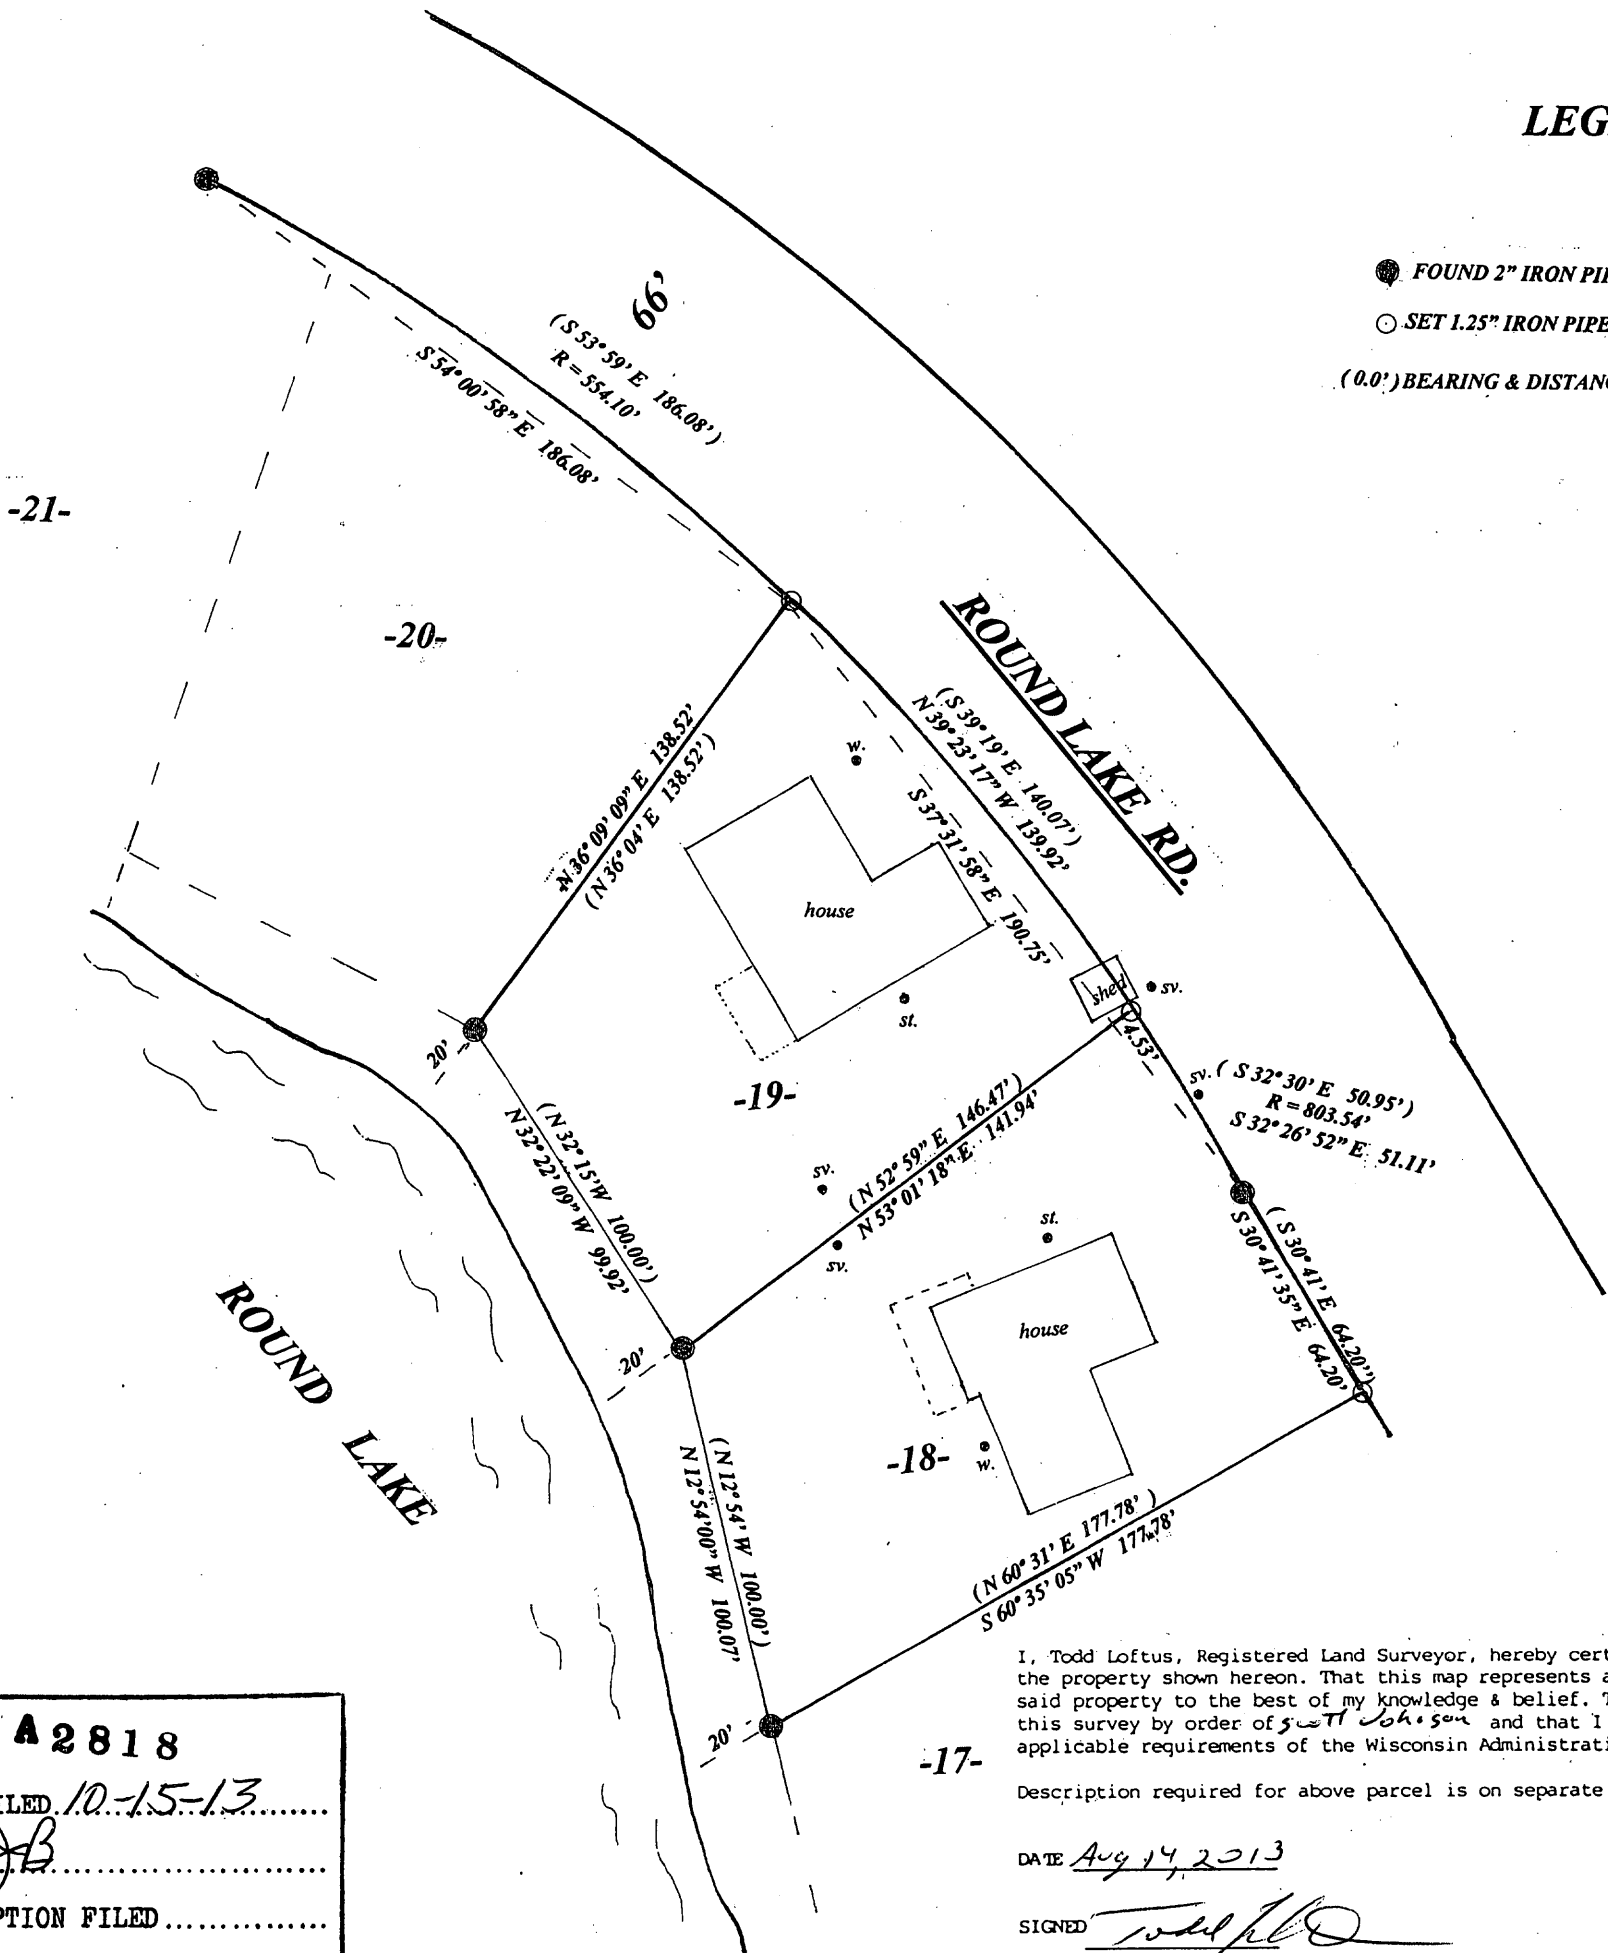 LEG
FOUND 2" IRON PI
SET 1.25" IRON PIPE
( 0.0' ) BEARING & DISTAN
66'
( S 53° 59' E 186.08' )
R = 554.10'
S 54° 00' 58" E 186.08'
-21-
-20-
ROUND LAKE RD.
( S 39° 19' E 140.07' )
N 39° 23' 17" W 139.92'
S 37° 31' 58" E 190.75'
N 36° 09' 09" E 138.52'
( N 36° 04' E 138.52' )
w.
house
st.
shed
sv.
4.53'
20'
-19-
sv. ( S 32° 30' E 50.95' )
R = 803.54'
S 32° 26' 52" E 51.11'
( N 32° 15' W 100.00' )
N 32° 22' 09" W 99.92'
( N 52° 59" E 146.47' )
N 53° 01' 18" E 141.94'
sv.
sv.
st.
house
( S 30° 41' E 64.20" )
S 30° 41' 35" E 64.20'
20'
ROUND LAKE
-18-
w.
( N 12° 54' W 100.00' )
N 12° 54' 00" W 100.07'
( N 60° 31' E 177.78' )
S 60° 35' 05" W 177.78'
20'
-17-
I, Todd Loftus, Registered Land Surveyor, hereby cert
the property shown hereon. That this map represents a
said property to the best of my knowledge & belief. T
this survey by order of Scott Johnson and that I
applicable requirements of the Wisconsin Administrati
Description required for above parcel is on separate
DATE Aug 14, 2013
SIGNED
A2818
ILED 10-15-13
PTION FILED